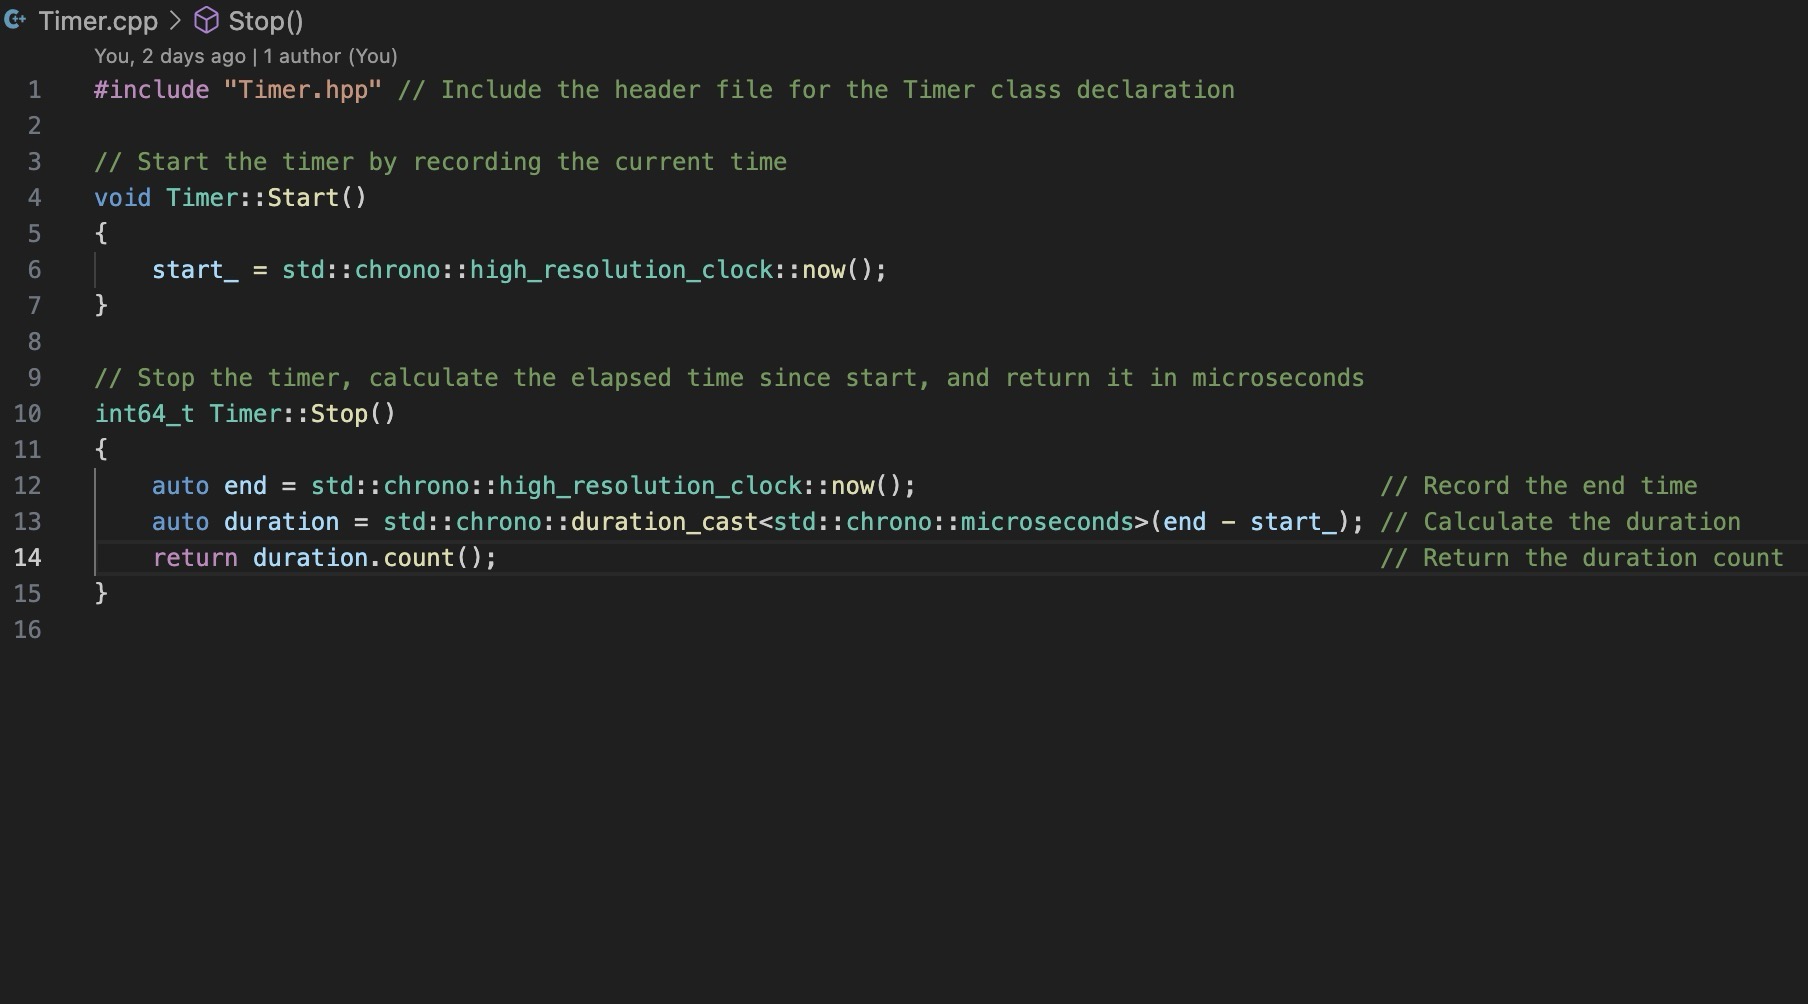 Timer.cpp > Stop()
You, 2 days ago | 1 author (You)
1 #include "Timer.hpp" // Include the header file for the Timer class declaration
2
3 // Start the timer by recording the current time
4 void Timer::Start()
5 {
6     start_ = std::chrono::high_resolution_clock::now();
7 }
8
9 // Stop the timer, calculate the elapsed time since start, and return it in microseconds
10 int64_t Timer::Stop()
11 {
12     auto end = std::chrono::high_resolution_clock::now();                                // Record the end time
13     auto duration = std::chrono::duration_cast<std::chrono::microseconds>(end - start_); // Calculate the duration
14     return duration.count();                                                             // Return the duration count
15 }
16